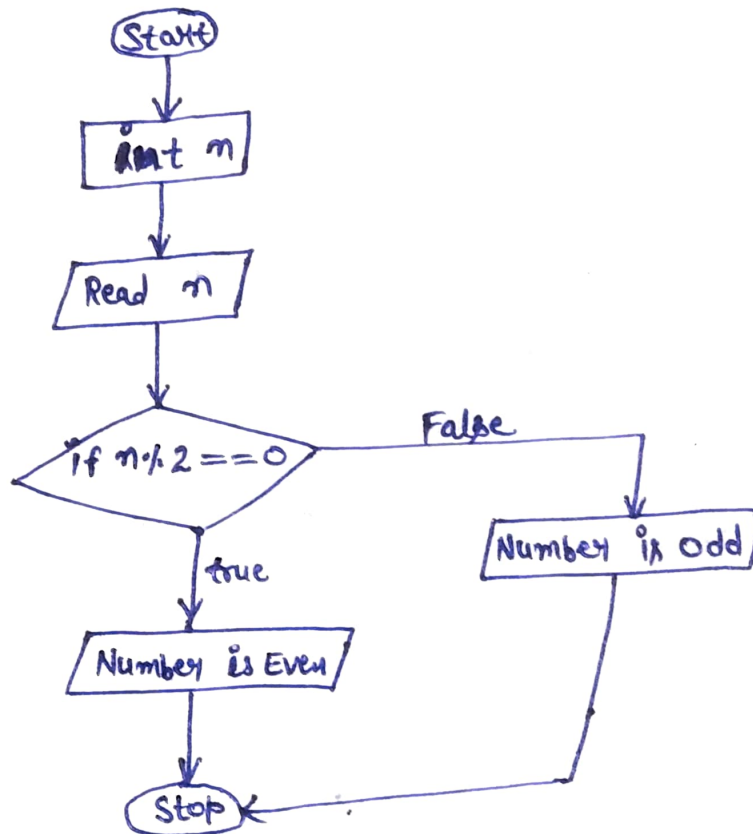 Start
int n
Read n
if n%2==0
False
true
Number is odd
Number is Even
Stop